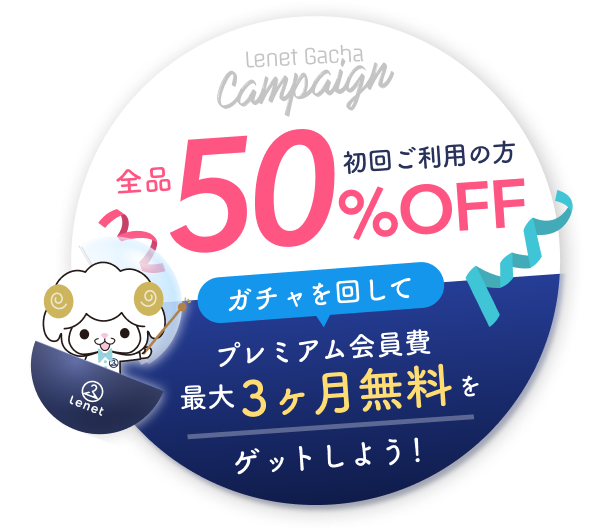 Lenet Gacha
Campaign
初回ご利用の方
全品50%OFF
ガチャを回して
プレミアム会員費
最大3ヶ月無料を
ゲットしよう!
Lenet